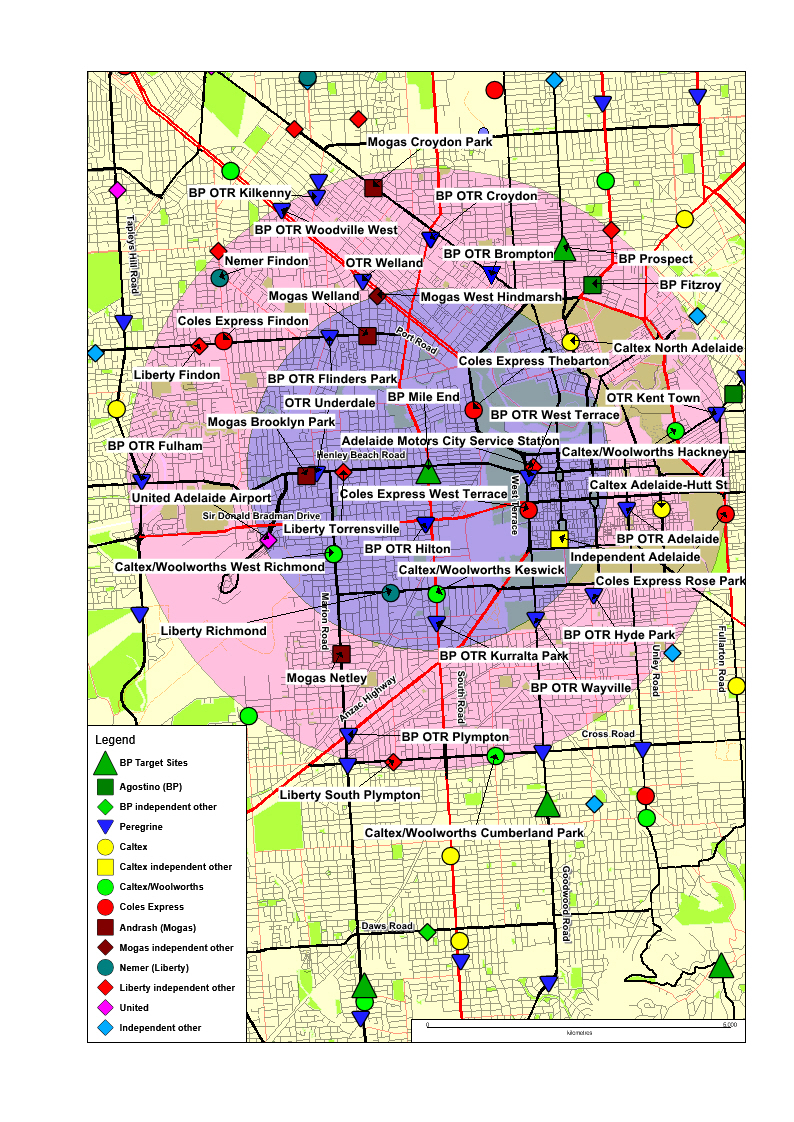 Mogas Croydon Park
BP OTR Kilkenny
BP OTR Croydon
Tapleys Hill Road
BP OTR Woodville West
BP OTR Brompton
BP Prospect
Nemer Findon
OTR Welland
BP Fitzroy
Mogas Welland
Mogas West Hindmarsh
Coles Express Findon
Port Road
Caltex North Adelaide
Coles Express Thebarton
Liberty Findon
BP OTR Flinders Park
BP Mile End
OTR Kent Town
OTR Underdale
BP OTR West Terrace
Mogas Brooklyn Park
Adelaide Motors City Service Station
BP OTR Fulham
Henley Beach Road
Caltex/Woolworths Hackney
Caltex Adelaide-Hutt St
United Adelaide Airport
Coles Express West Terrace
West Terrace
Sir Donald Bradman Drive
Liberty Torrensville
BP OTR Adelaide
BP OTR Hilton
Independent Adelaide
Caltex/Woolworths West Richmond
Caltex/Woolworths Keswick
Coles Express Rose Park
Marion Road
Liberty Richmond
BP OTR Hyde Park
Fullarton Road
BP OTR Kurralta Park
Unley Road
Mogas Netley
South Road
BP OTR Wayville
Anzac Highway
BP OTR Plympton
Cross Road
Liberty South Plympton
Caltex/Woolworths Cumberland Park
Goodwood Road
Daws Road
Legend
BP Target Sites
Agostino (BP)
BP independent other
Peregrine
Caltex
Caltex independent other
Caltex/Woolworths
Coles Express
Andrash (Mogas)
Mogas independent other
Nemer (Liberty)
Liberty independent other
United
Independent other
0
5,000
kilometres